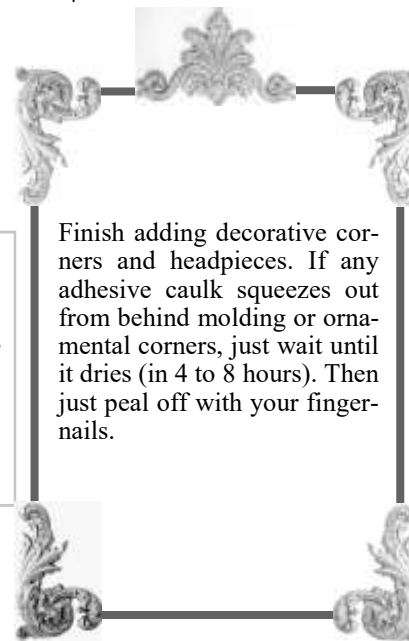 Finish adding decorative cor-
ners and headpieces. If any
adhesive caulk squeezes out
from behind molding or orna-
mental corners, just wait until
it dries (in 4 to 8 hours). Then
just peal off with your finger-
nails.